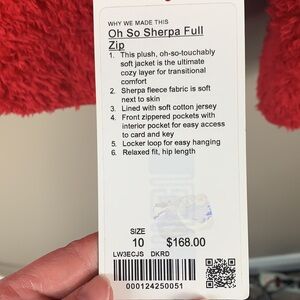 WHY WE MADE THIS
Oh So Sherpa Full
Zip
1. This plush, oh-so-touchably
soft jacket is the ultimate
cozy layer for transitional
comfort
2. Sherpa fleece fabric is soft
next to skin
3. Lined with soft cotton jersey
4. Front zippered pockets with
interior pocket for easy access
to card and key
5. Locker loop for easy hanging
6. Relaxed fit, hip length
SIZE
10 $168.00
LW3ECJS DKRD
000124250051